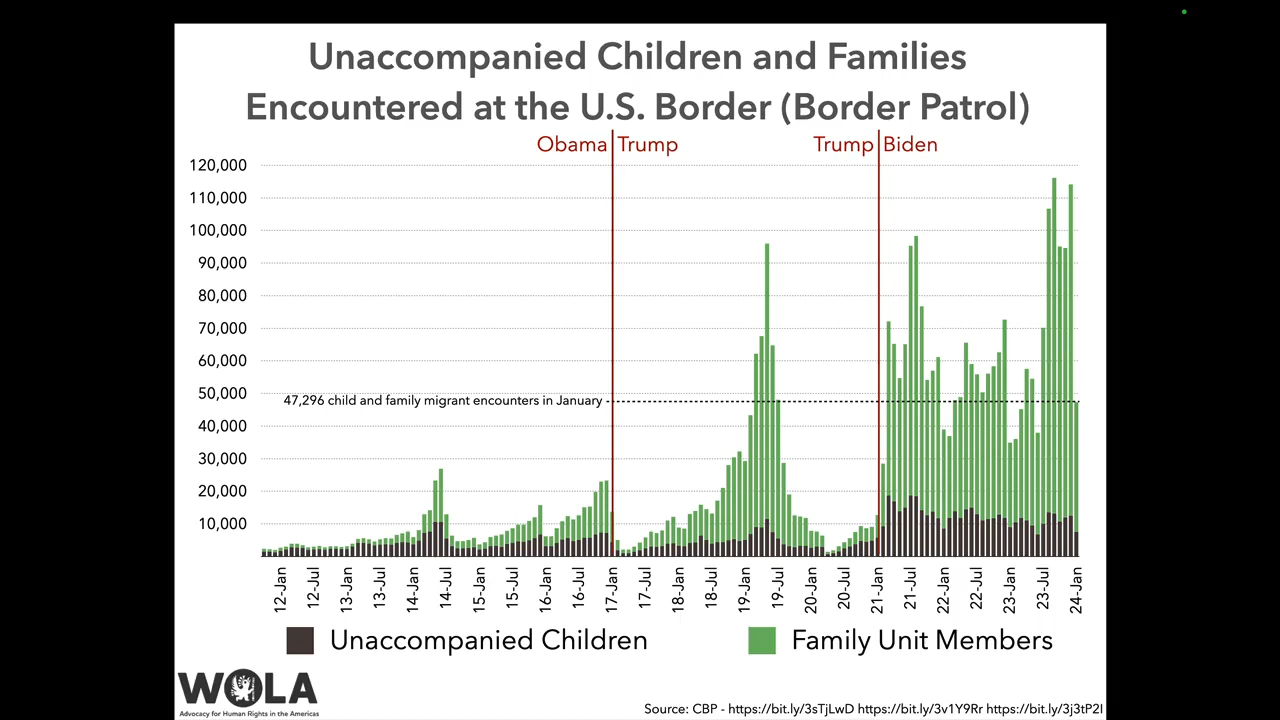 Unaccompanied Children and Families
Encountered at the U.S. Border (Border Patrol)
Obama Trump
Trump Biden
120,000
110,000
100,000
90,000
80,000
70,000
60,000
50,000
47,296 child and family migrant encounters in January
40,000
30,000
20,000
10,000
12-Jan
12-Jul
13-Jan
13-Jul
14-Jan
14-Jul
15-Jan
15-Jul
16-Jan
16-Jul
17-Jan
17-Jul
18-Jan
18-Jul
19-Jan
19-Jul
20-Jan
20-Jul
21-Jan
21-Jul
22-Jan
22-Jul
23-Jan
23-Jul
24-Jan
Unaccompanied Children
Family Unit Members
WOLA
Advocacy for Human Rights in the Americas
Source: CBP - https://bit.ly/3sTjLwD https://bit.ly/3v1Y9Rr https://bit.ly/3j3tP2I